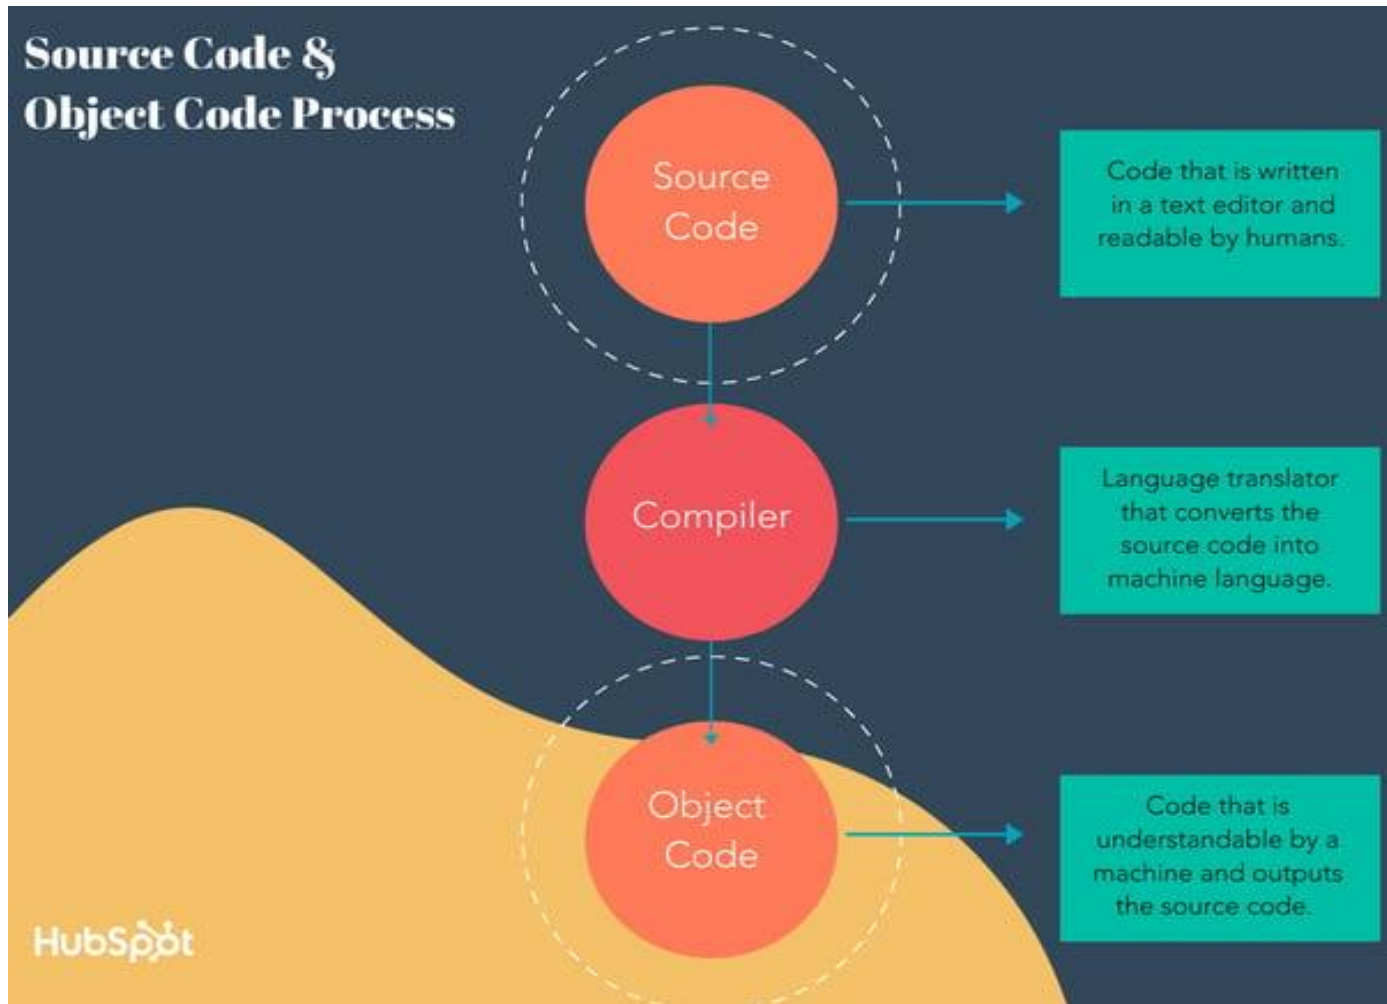 Source Code &
Object Code Process
Source
Code
Code that is written
in a text editor and
readable by humans.
Compiler
Language translator
that converts the
source code into
machine language.
Object
Code
Code that is
understandable by a
machine and outputs
the source code.
HubSpot